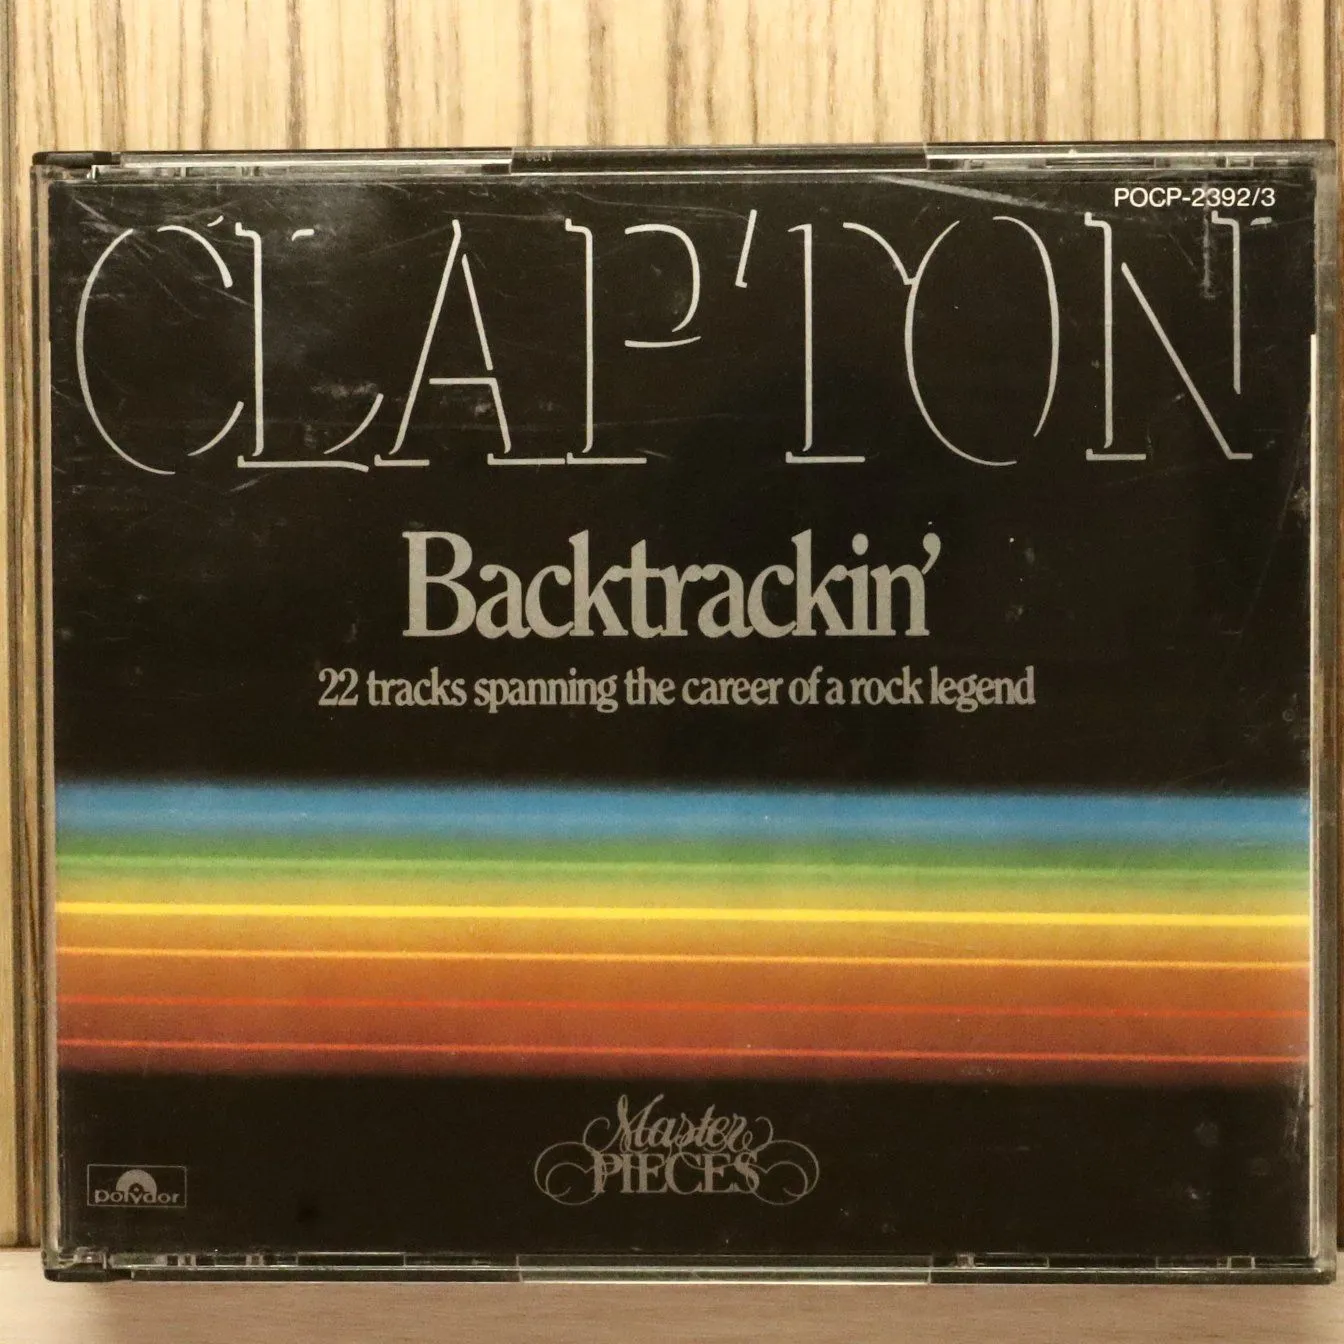 POCP-2392/3
CLAPTON
Backtrackin'
22 tracks spanning the career of a rock legend
Master
PIECES
polydor